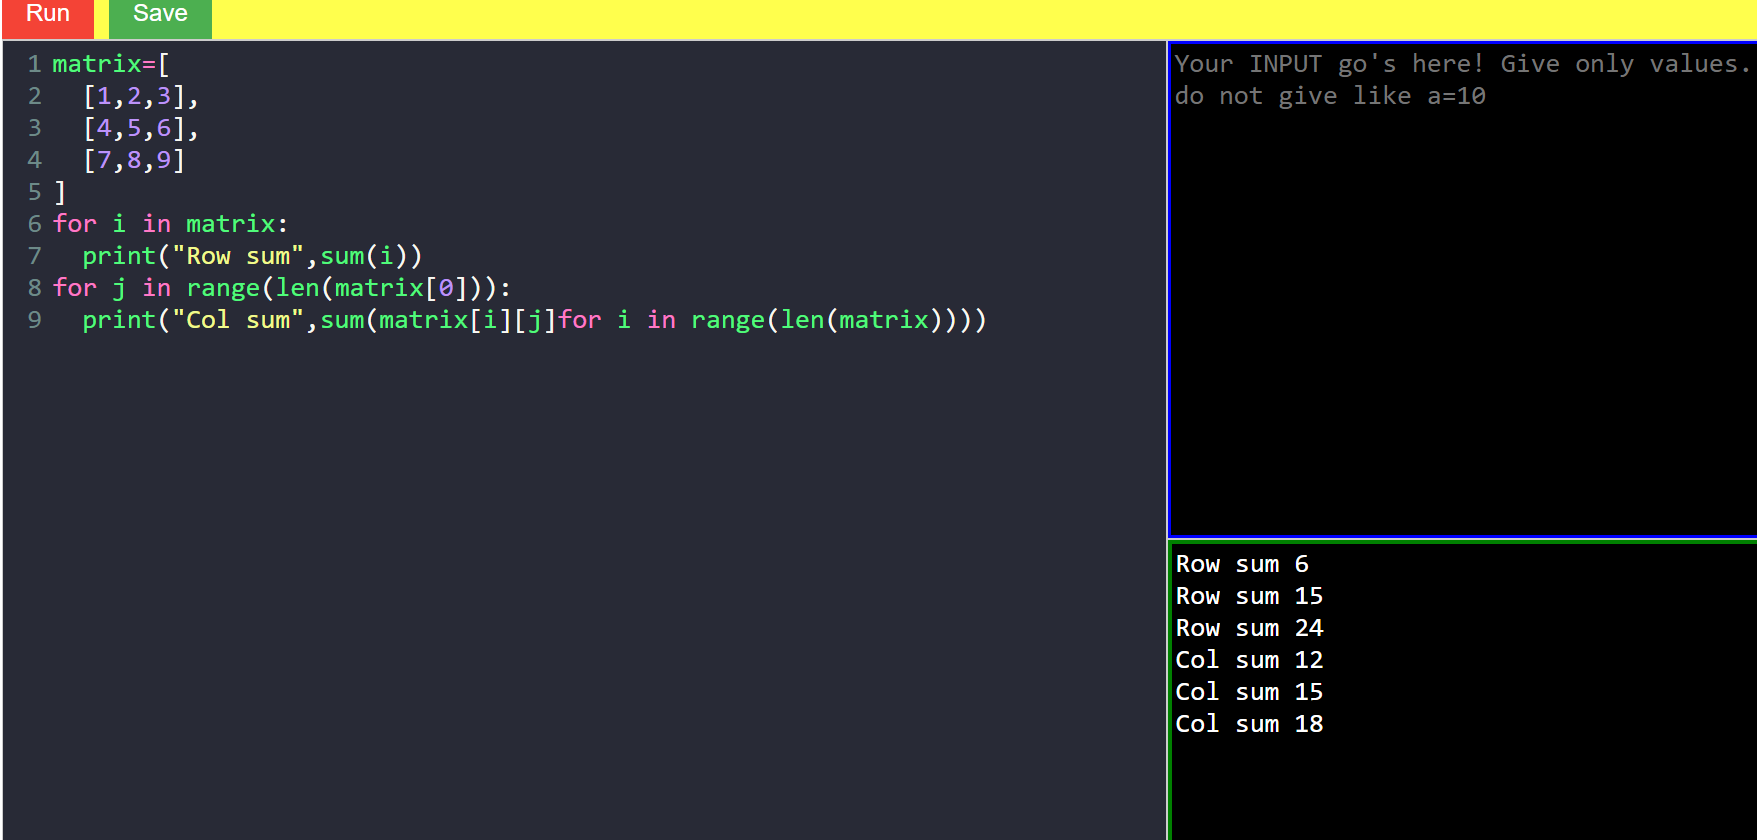 Run Save
1 matrix=[
2   [1,2,3],
3   [4,5,6],
4   [7,8,9]
5 ]
6 for i in matrix:
7   print("Row sum",sum(i))
8 for j in range(len(matrix[0])):
9   print("Col sum",sum(matrix[i][j]for i in range(len(matrix))))
Your INPUT go's here! Give only values.
do not give like a=10
Row sum 6
Row sum 15
Row sum 24
Col sum 12
Col sum 15
Col sum 18